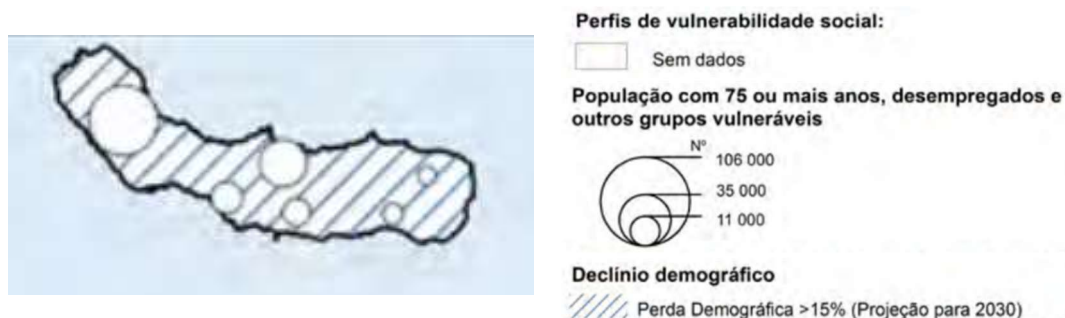 Perfis de vulnerabilidade social:
Sem dados
População com 75 ou mais anos, desempregados e
outros grupos vulneráveis
Nº
106 000
35 000
11 000
Declínio demográfico
Perda Demográfica >15% (Projeção para 2030)